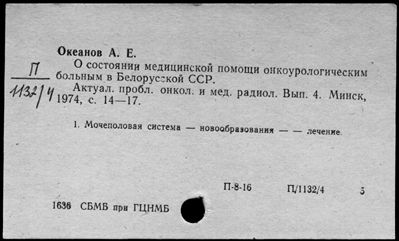 Океанов А. Е.
О состоянии медицинской помощи онкоурологическим
больным в Белорусской ССР.
П
1132/4
Актуал. пробл. онкол. и мед. радиол. Вып. 4. Минск,
1974, с. 14—17.
1. Мочеполовая система — новообразования — — лечение.
П-8-16 П/1132/4 5
1636 СБМВ при ГЦНМБ